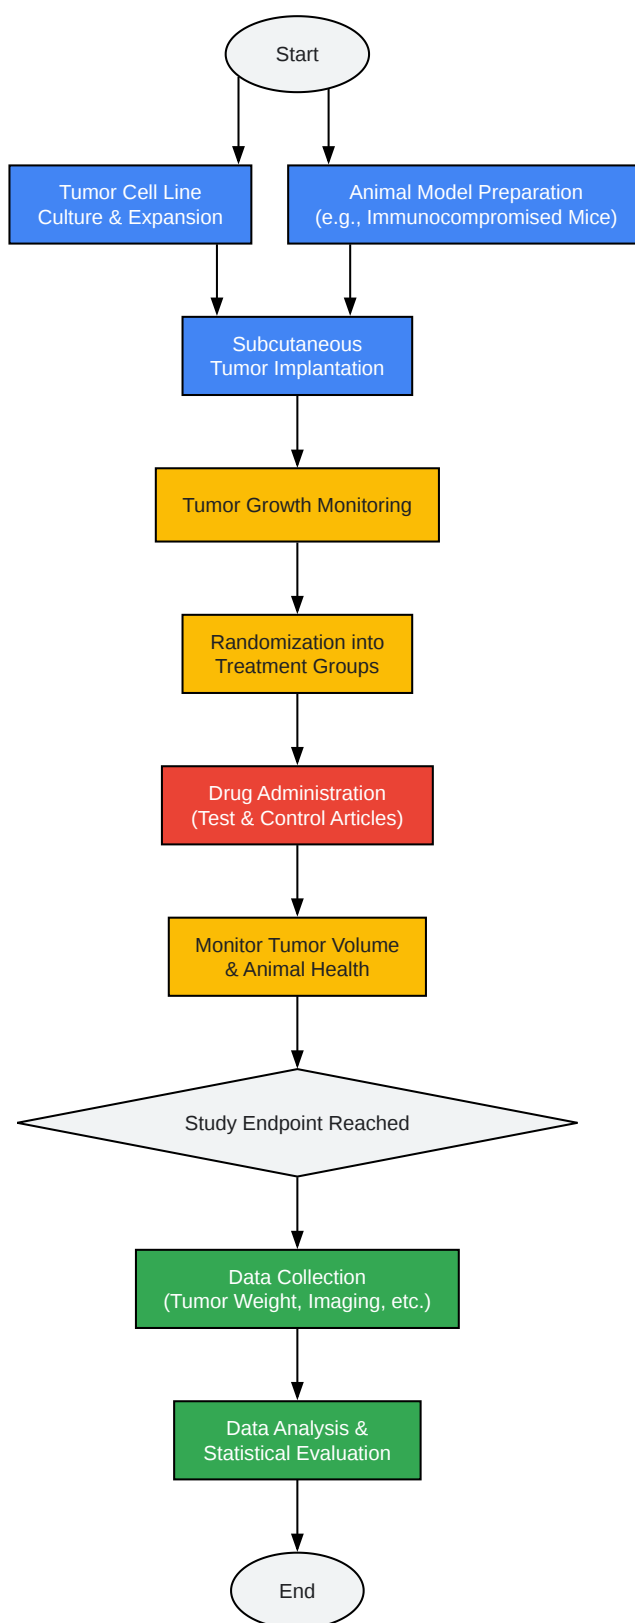 Start
Tumor Cell Line
Culture & Expansion
Animal Model Preparation
(e.g., Immunocompromised Mice)
Subcutaneous
Tumor Implantation
Tumor Growth Monitoring
Randomization into
Treatment Groups
Drug Administration
(Test & Control Articles)
Monitor Tumor Volume
& Animal Health
Study Endpoint Reached
Data Collection
(Tumor Weight, Imaging, etc.)
Data Analysis &
Statistical Evaluation
End